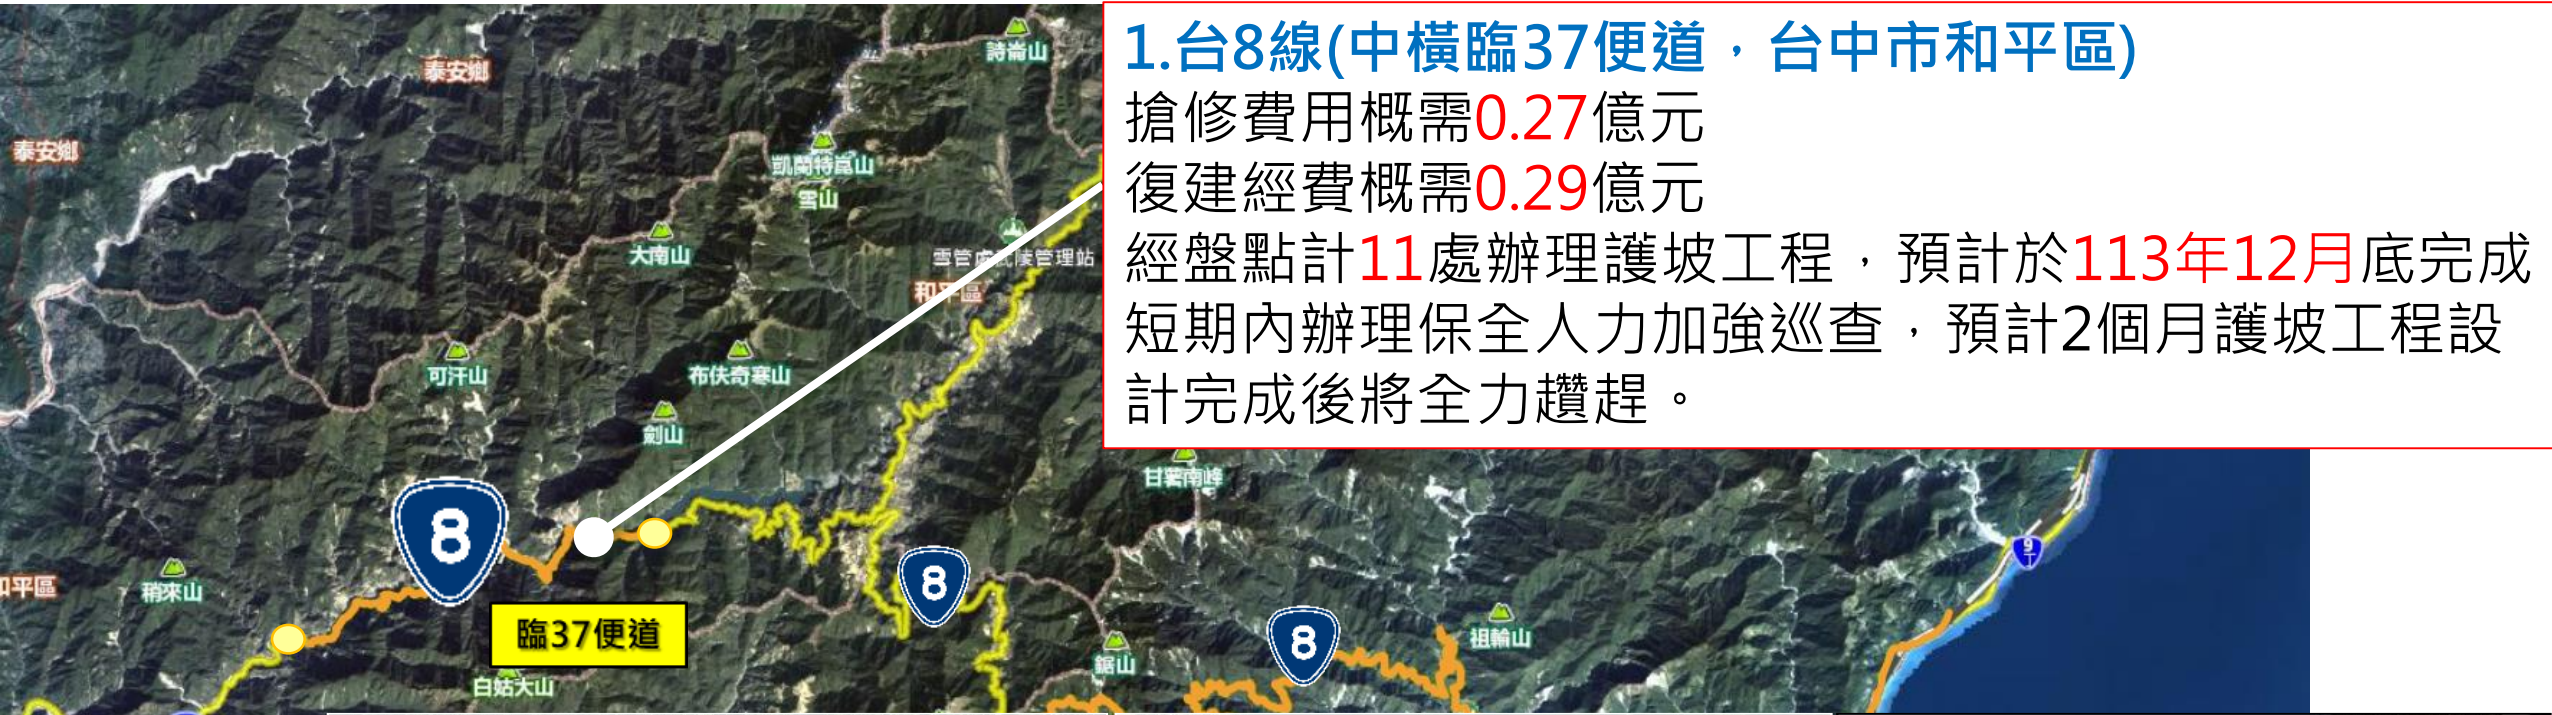 1.台8線(中橫臨37便道，台中市和平區)
搶修費用概需0.27億元
復建經費概需0.29億元
經盤點計11處辦理護坡工程，預計於113年12月底完成
短期內辦理保全人力加強巡查，預計2個月護坡工程設
計完成後將全力趲趕。
詩崙山
泰安鄉
泰安鄉
凱蘭特崑山
雪山
大南山
和平區
可汗山
布伏奇寒山
劍山
甘薯南峰
8
9
8
稍來山
和平區
臨37便道
8
祖輪山
鋸山
白姑大山